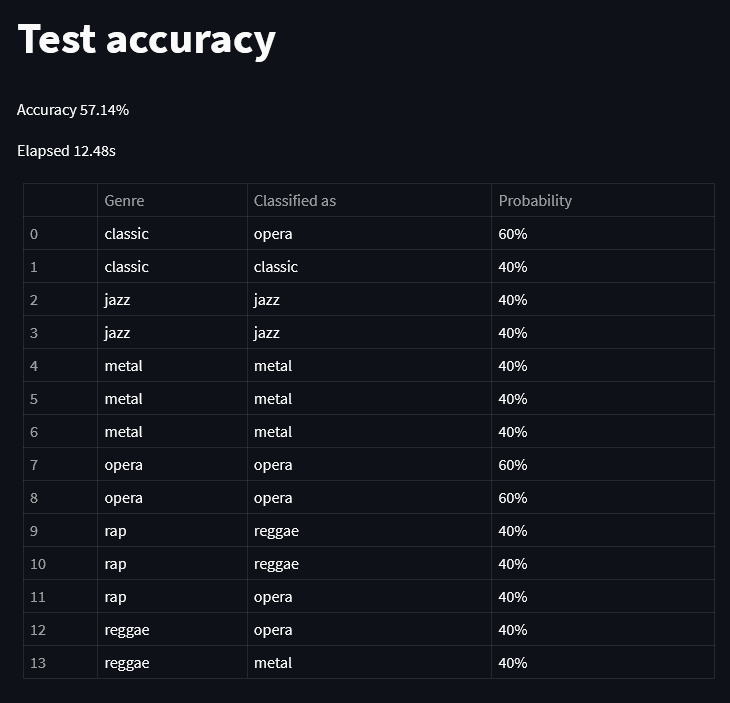 Test accuracy
Accuracy 57.14%
Elapsed 12.48s
Genre Classified as Probability
0 classic opera 60%
1 classic classic 40%
2 jazz jazz 40%
3 jazz jazz 40%
4 metal metal 40%
5 metal metal 40%
6 metal metal 40%
7 opera opera 60%
8 opera opera 60%
9 rap reggae 40%
10 rap reggae 40%
11 rap opera 40%
12 reggae opera 40%
13 reggae metal 40%